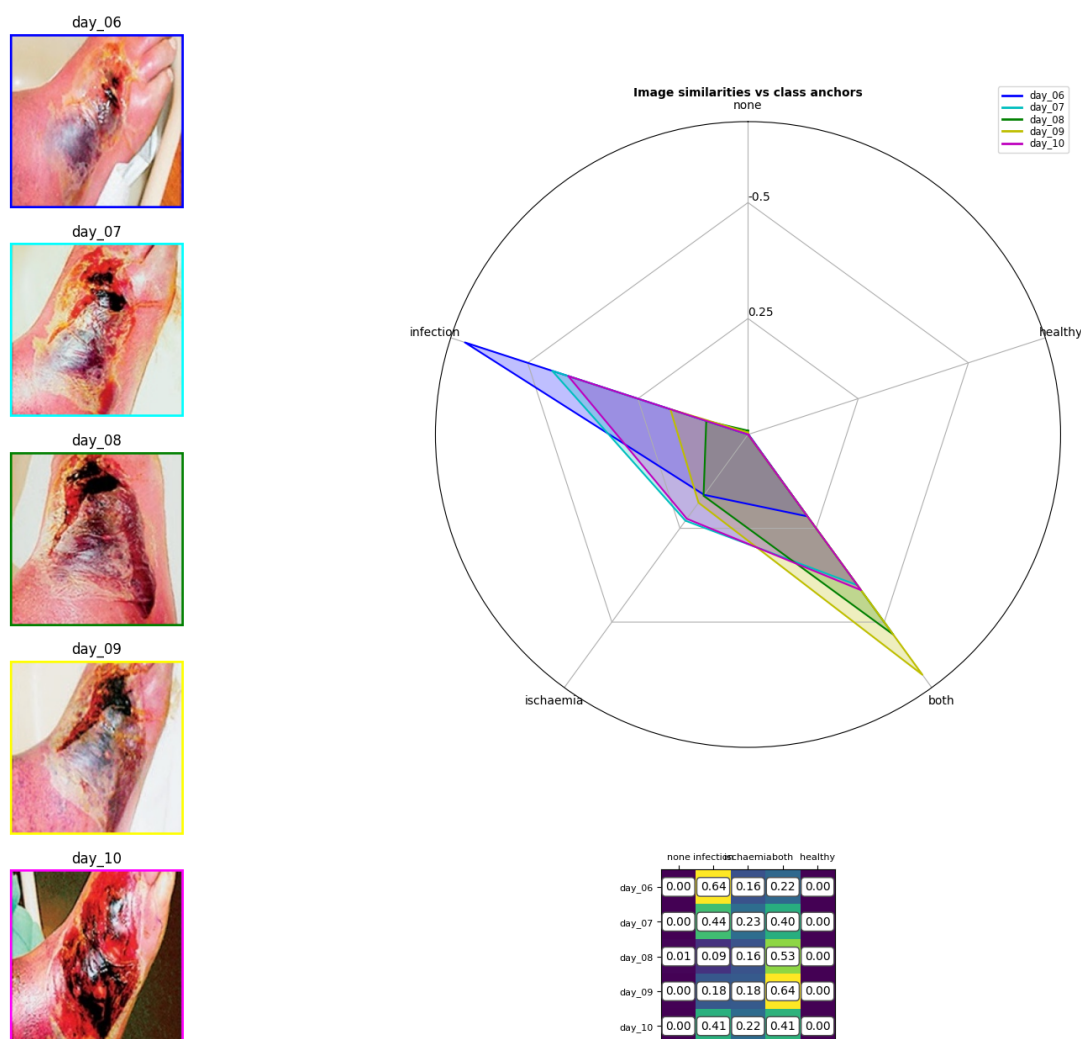 day_06
day_07
day_08
day_09
day_10
Image similarities vs class anchors
none
-0.5
0.25
infection
healthy
ischaemia
both
day_06
day_07
day_08
day_09
day_10
none infection ischaemia both healthy
day_06 0.00 0.64 0.16 0.22 0.00
day_07 0.00 0.44 0.23 0.40 0.00
day_08 0.01 0.09 0.16 0.53 0.00
day_09 0.00 0.18 0.18 0.64 0.00
day_10 0.00 0.41 0.22 0.41 0.00